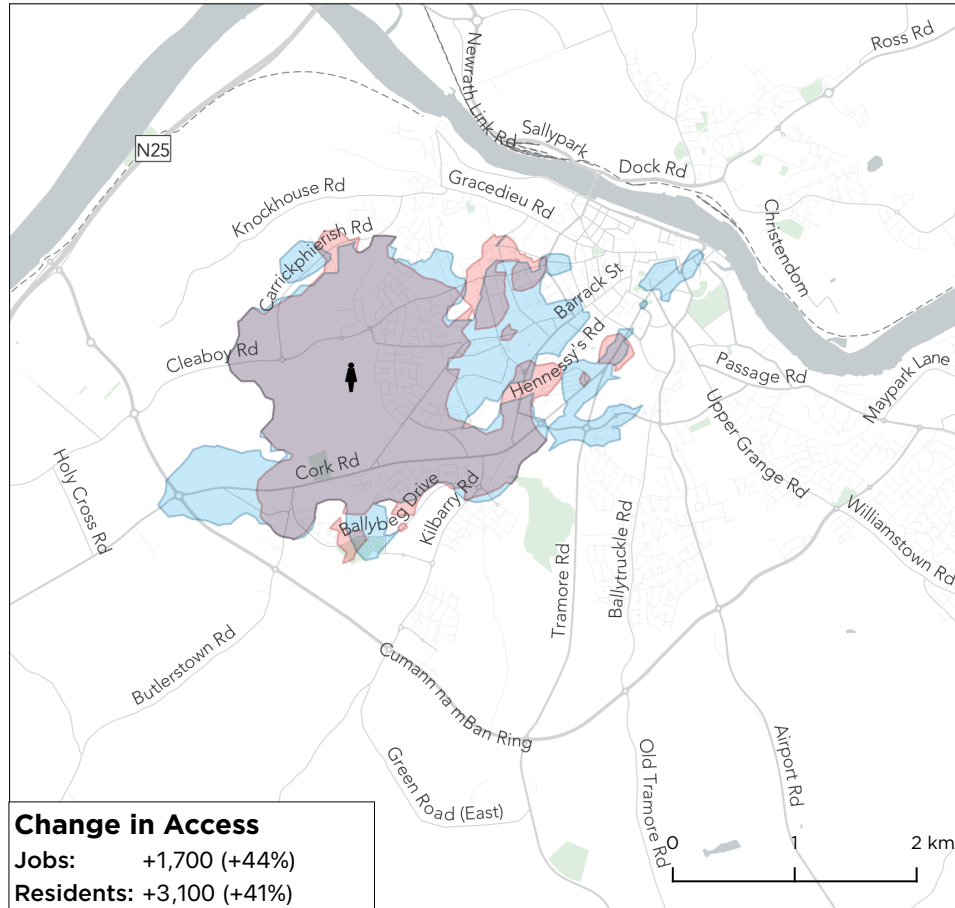 Ross Rd
Newrath Link Rd
Sallypark
N25
Dock Rd
Gracedieu Rd
Knockhouse Rd
Christendom
Carrickphierish Rd
Barrack St
Cleaboy Rd
Hennessy's Rd
Passage Rd
Maypark Lane
Upper Grange Rd
Holy Cross Rd
Cork Rd
Ballybeg Drive
Kilbarry Rd
Williamstown Rd
Tramore Rd
Ballytruckle Rd
Butlerstown Rd
Cumann na mBan Ring
Green Road (East)
Old Tramore Rd
Airport Rd
0 1 2 km
Change in Access
Jobs: +1,700 (+44%)
Residents: +3,100 (+41%)